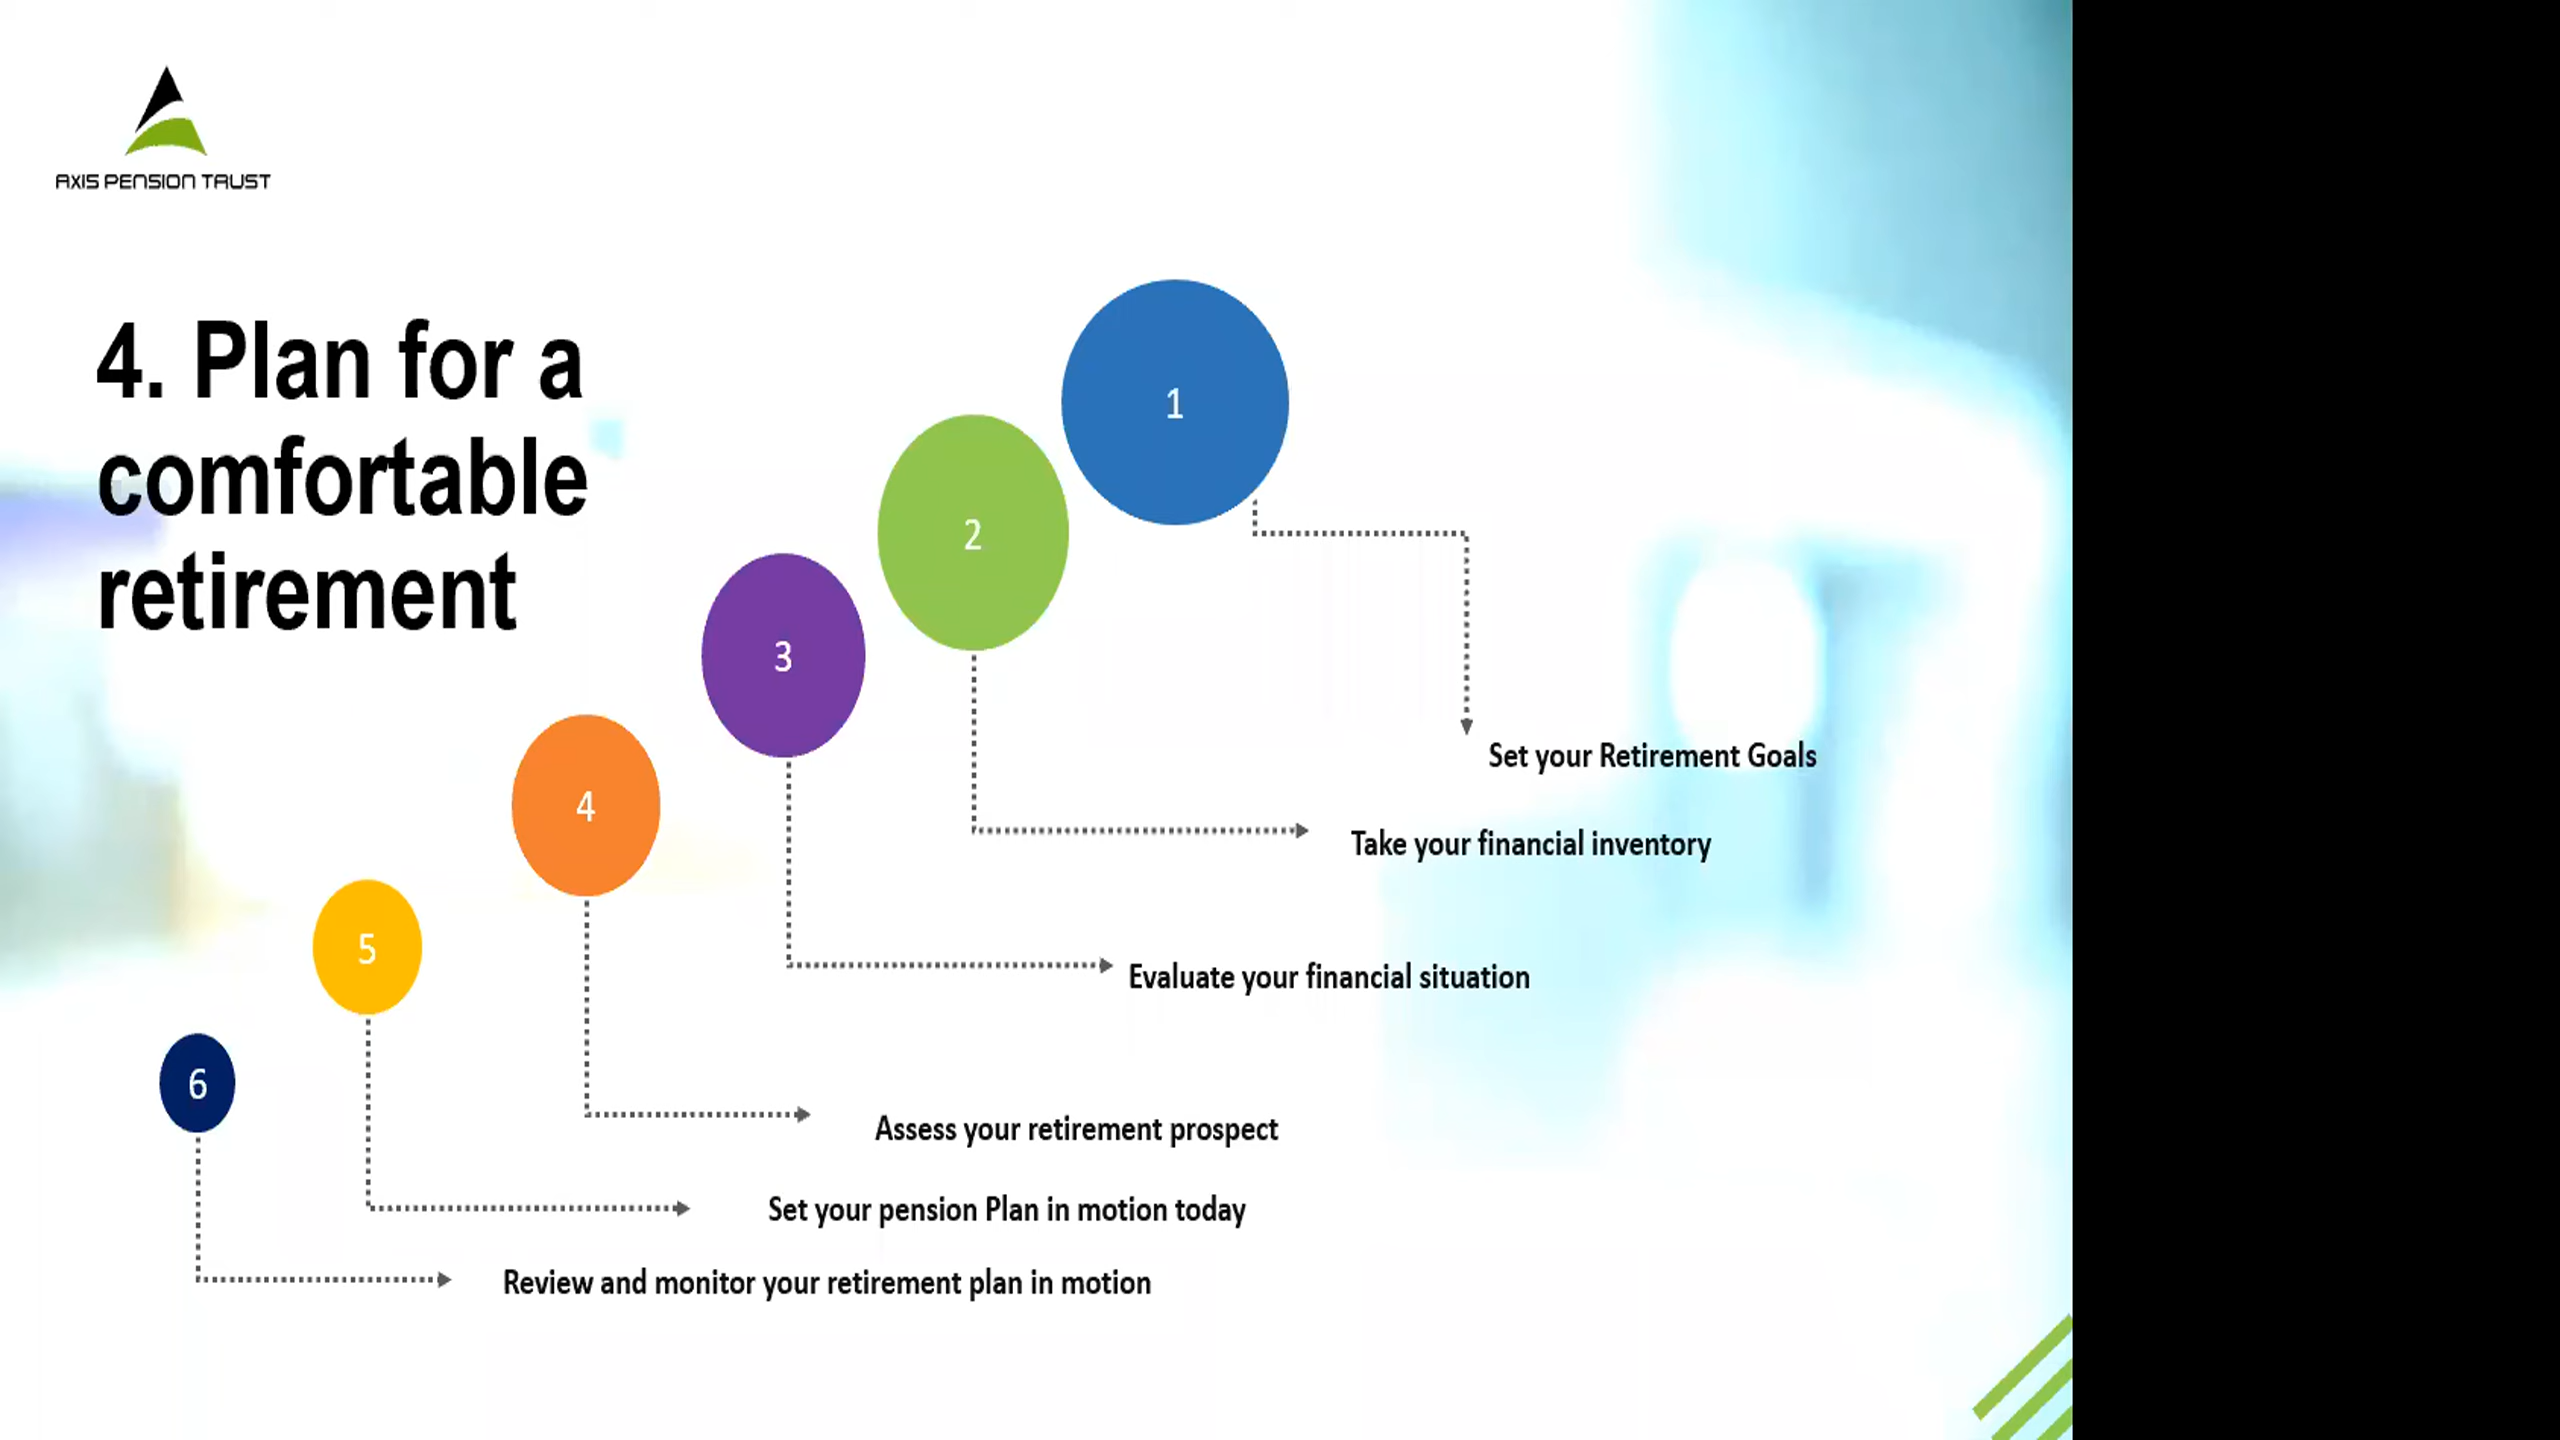 AXIS PENSION TRUST
4. Plan for a
comfortable
retirement
1
2
3
4
5
6
Set your Retirement Goals
Take your financial inventory
Evaluate your financial situation
Assess your retirement prospect
Set your pension Plan in motion today
Review and monitor your retirement plan in motion